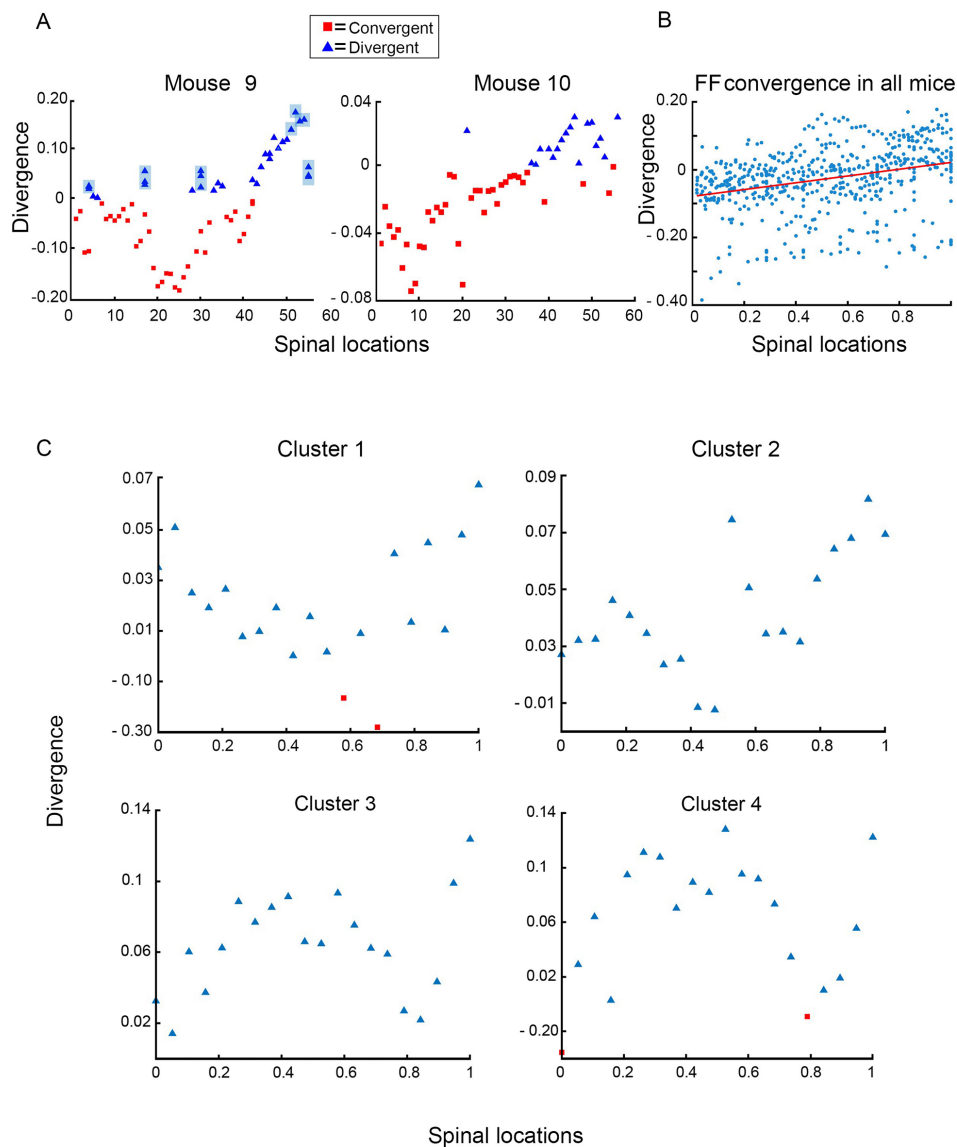 A
B
= Convergent
= Divergent
Mouse 9
Mouse 10
FF convergence in all mice
Divergence
0.20
0.10
0
- 0.10
- 0.20
0 10 20 30 40 50
0.04
0
- 0.04
- 0.08
0 10 20 30 40 50 60
Spinal locations
Divergence
0.20
0.10
0
- 0.10
- 0.20
- 0.30
- 0.40
0 0.2 0.4 0.6 0.8
Spinal locations
C
Cluster 1
Cluster 2
0.07
0.05
0.03
0.01
- 0.10
- 0.30
0 0.2 0.4 0.6 0.8 1
0.09
0.07
0.05
0.03
- 0.01
0 0.2 0.4 0.6 0.8 1
Divergence
Cluster 3
Cluster 4
0.14
0.1
0.06
0.02
0 0.2 0.4 0.6 0.8 1
0.14
0.1
0.06
0.02
- 0.20
0 0.2 0.4 0.6 0.8 1
Spinal locations